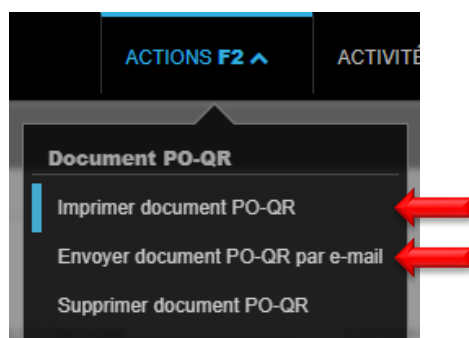 ACTIONS F2 ACTIVITÉ
Document PO-QR
Imprimer document PO-QR
Envoyer document PO-QR par e-mail
Supprimer document PO-QR